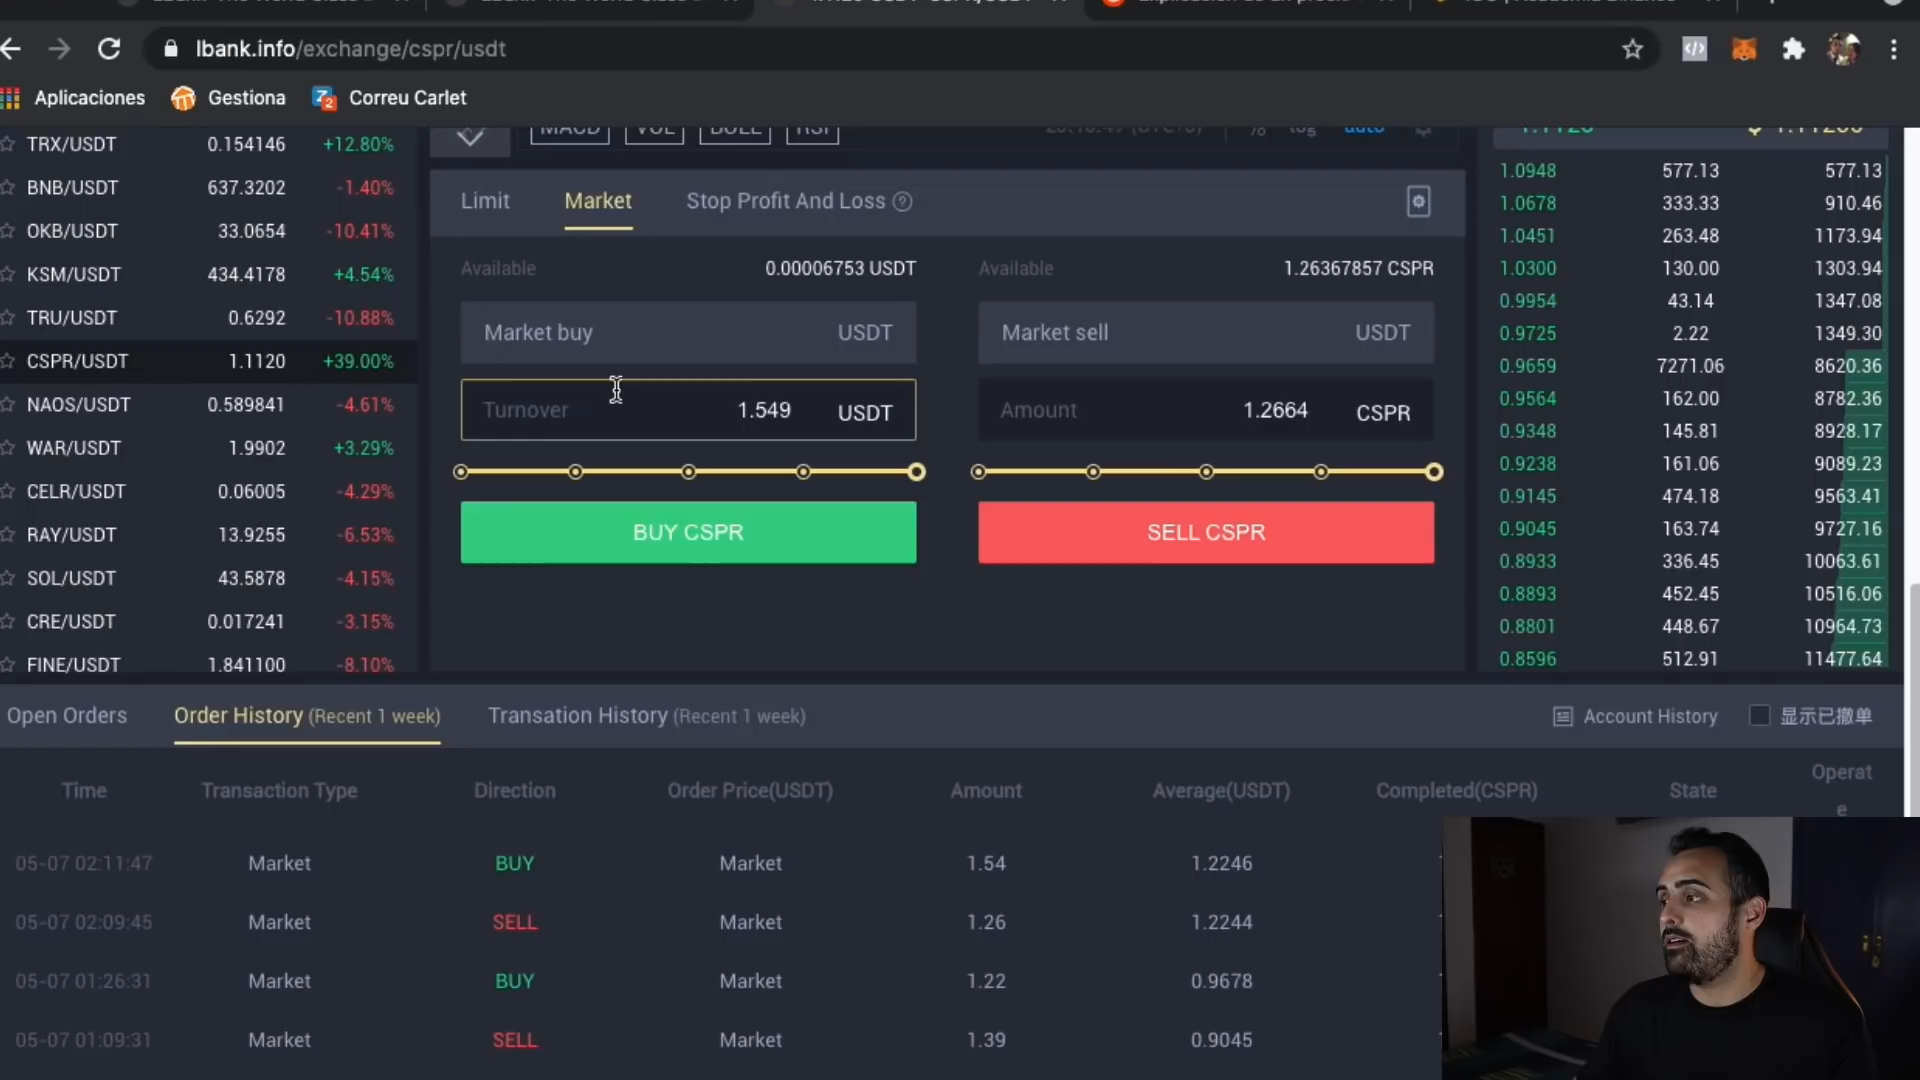 lbank.info/exchange/cspr/usdt
Aplicaciones Gestiona Correu Carlet
TRX/USDT 0.154146 +12.80%
BNB/USDT 637.3202 -1.40%
OKB/USDT 33.0654 -10.41%
KSM/USDT 434.4178 +4.54%
TRU/USDT 0.6292 -10.88%
CSPR/USDT 1.1120 +39.00%
NAOS/USDT 0.589841 -4.61%
WAR/USDT 1.9902 +3.29%
CELR/USDT 0.06005 -4.29%
RAY/USDT 13.9255 -6.53%
SOL/USDT 43.5878 -4.15%
CRE/USDT 0.017241 -3.15%
FINE/USDT 1.841100 -8.10%
MACD VOL BOLL RSI
% log auto
Limit Market Stop Profit And Loss ?
Available 0.00006753 USDT
Market buy USDT
Turnover 1.549 USDT
BUY CSPR
Available 1.26367857 CSPR
Market sell USDT
Amount 1.2664 CSPR
SELL CSPR
1.0948 577.13 577.13
1.0678 333.33 910.46
1.0451 263.48 1173.94
1.0300 130.00 1303.94
0.9954 43.14 1347.08
0.9725 2.22 1349.30
0.9659 7271.06 8620.36
0.9564 162.00 8782.36
0.9348 145.81 8928.17
0.9238 161.06 9089.23
0.9145 474.18 9563.41
0.9045 163.74 9727.16
0.8933 336.45 10063.61
0.8893 452.45 10516.06
0.8801 448.67 10964.73
0.8596 512.91 11477.64
Open Orders Order History (Recent 1 week) Transation History (Recent 1 week) Account History 显示已撤单
Time Transaction Type Direction Order Price(USDT) Amount Average(USDT) Completed(CSPR) State Operat
e
05-07 02:11:47 Market BUY Market 1.54 1.2246
05-07 02:09:45 Market SELL Market 1.26 1.2244
05-07 01:26:31 Market BUY Market 1.22 0.9678
05-07 01:09:31 Market SELL Market 1.39 0.9045